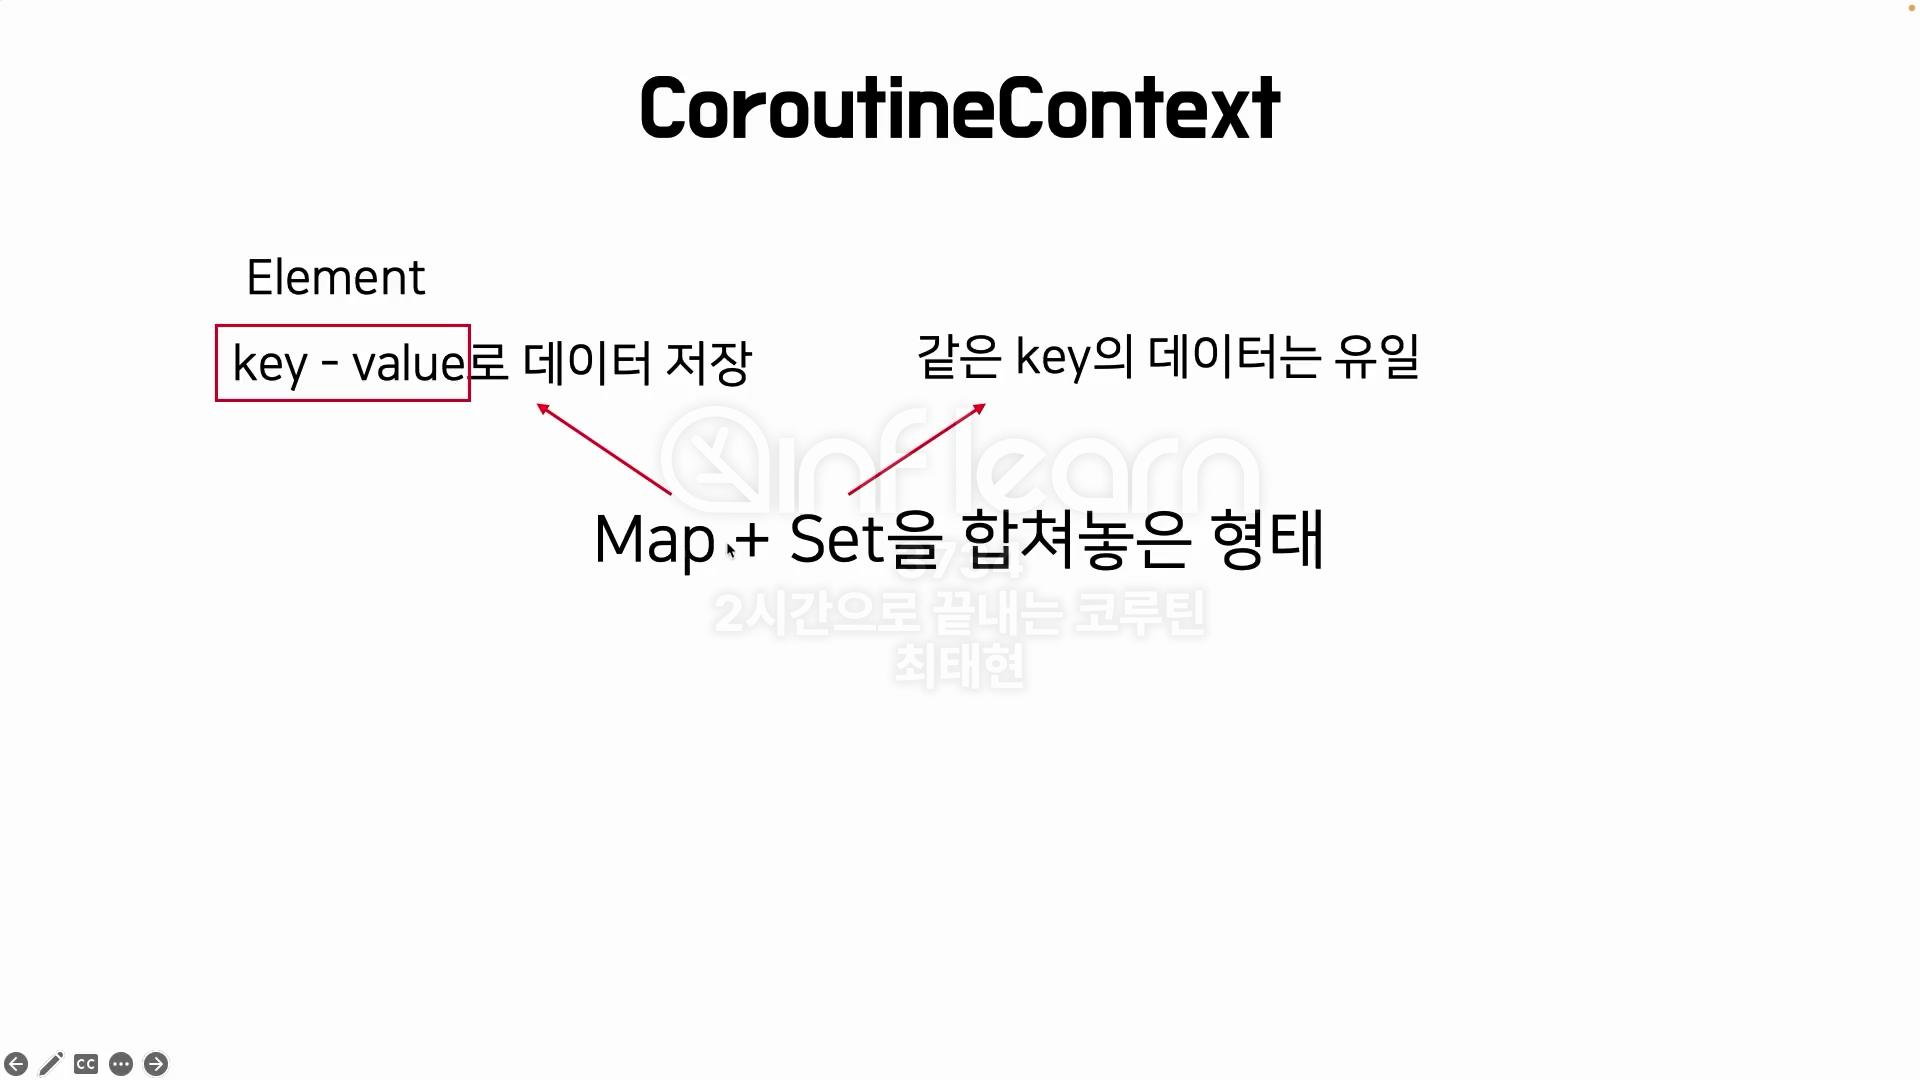 CoroutineContext
Element
key - value로 데이터 저장
같은 key의 데이터는 유일
inflearn
Map + Set을 합쳐놓은 형태
2시간으로 끝내는 코루틴
최태현
CC